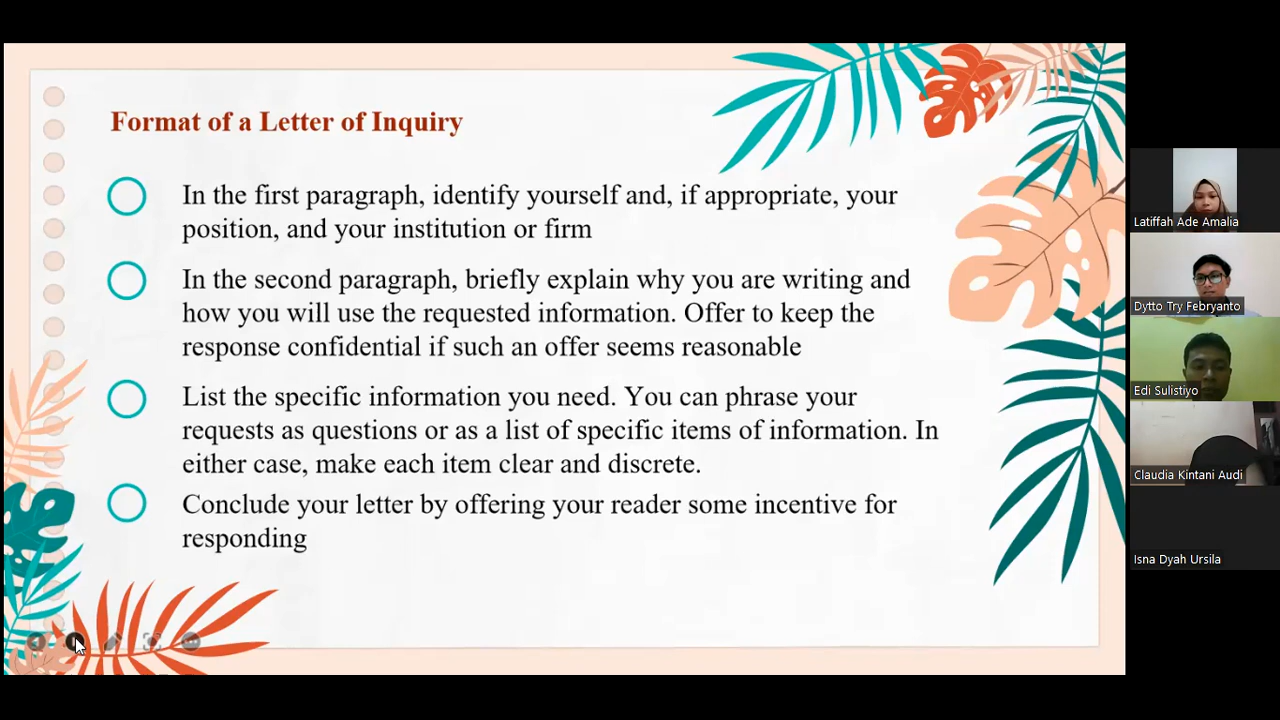 Format of a Letter of Inquiry
In the first paragraph, identify yourself and, if appropriate, your
position, and your institution or firm
In the second paragraph, briefly explain why you are writing and
how you will use the requested information. Offer to keep the
response confidential if such an offer seems reasonable
List the specific information you need. You can phrase your
requests as questions or as a list of specific items of information. In
either case, make each item clear and discrete.
Conclude your letter by offering your reader some incentive for
responding
Latiffah Ade Amalia
Dytto Try Febryanto
Edi Sulistiyo
Claudia Kintani Audi
Isna Dyah Ursila